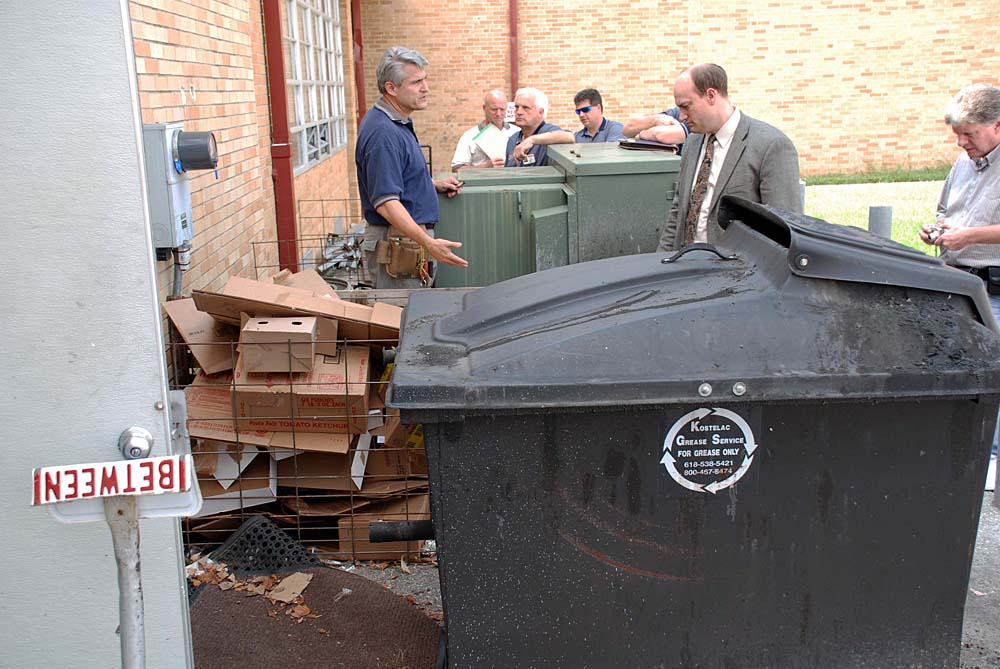 TOMATO KETCHUP
BETWEEN
KOSTELAC
GREASE SERVICE
FOR GREASE ONLY
618-538-5421
800-457-5474